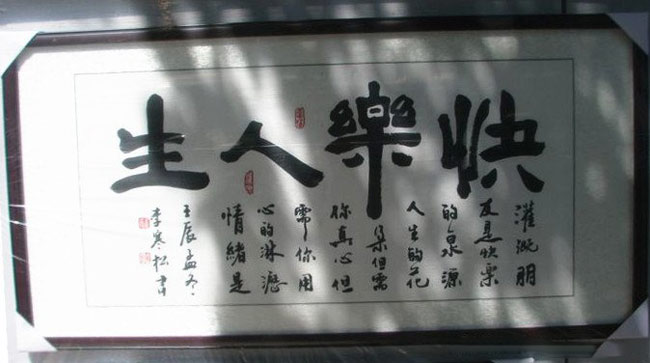 快樂人生
灌溉朋
友是快樂
的泉源
人生的花
朵但需
你真心但
需你用
心的淋漓
情緒是
壬辰孟冬
李寒松書